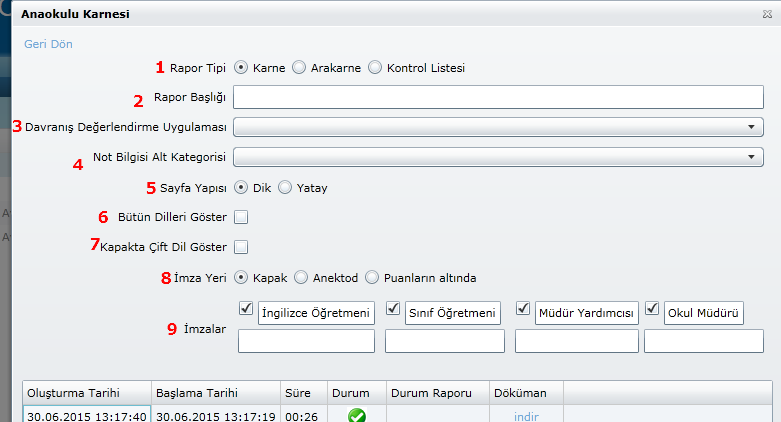 Anaokulu Karnesi
Geri Dön
1 Rapor Tipi Karne Arakarne Kontrol Listesi
2 Rapor Başlığı
3 Davranış Değerlendirme Uygulaması
4 Not Bilgisi Alt Kategorisi
5 Sayfa Yapısı Dik Yatay
6 Bütün Dilleri Göster
7 Kapakta Çift Dil Göster
8 İmza Yeri Kapak Anektod Puanların altında
9 İmzalar İngilizce Öğretmeni Sınıf Öğretmeni Müdür Yardımcısı Okul Müdürü
Oluşturma Tarihi Başlama Tarihi Süre Durum Durum Raporu Döküman
30.06.2015 13:17:40 30.06.2015 13:17:19 00:26 indir